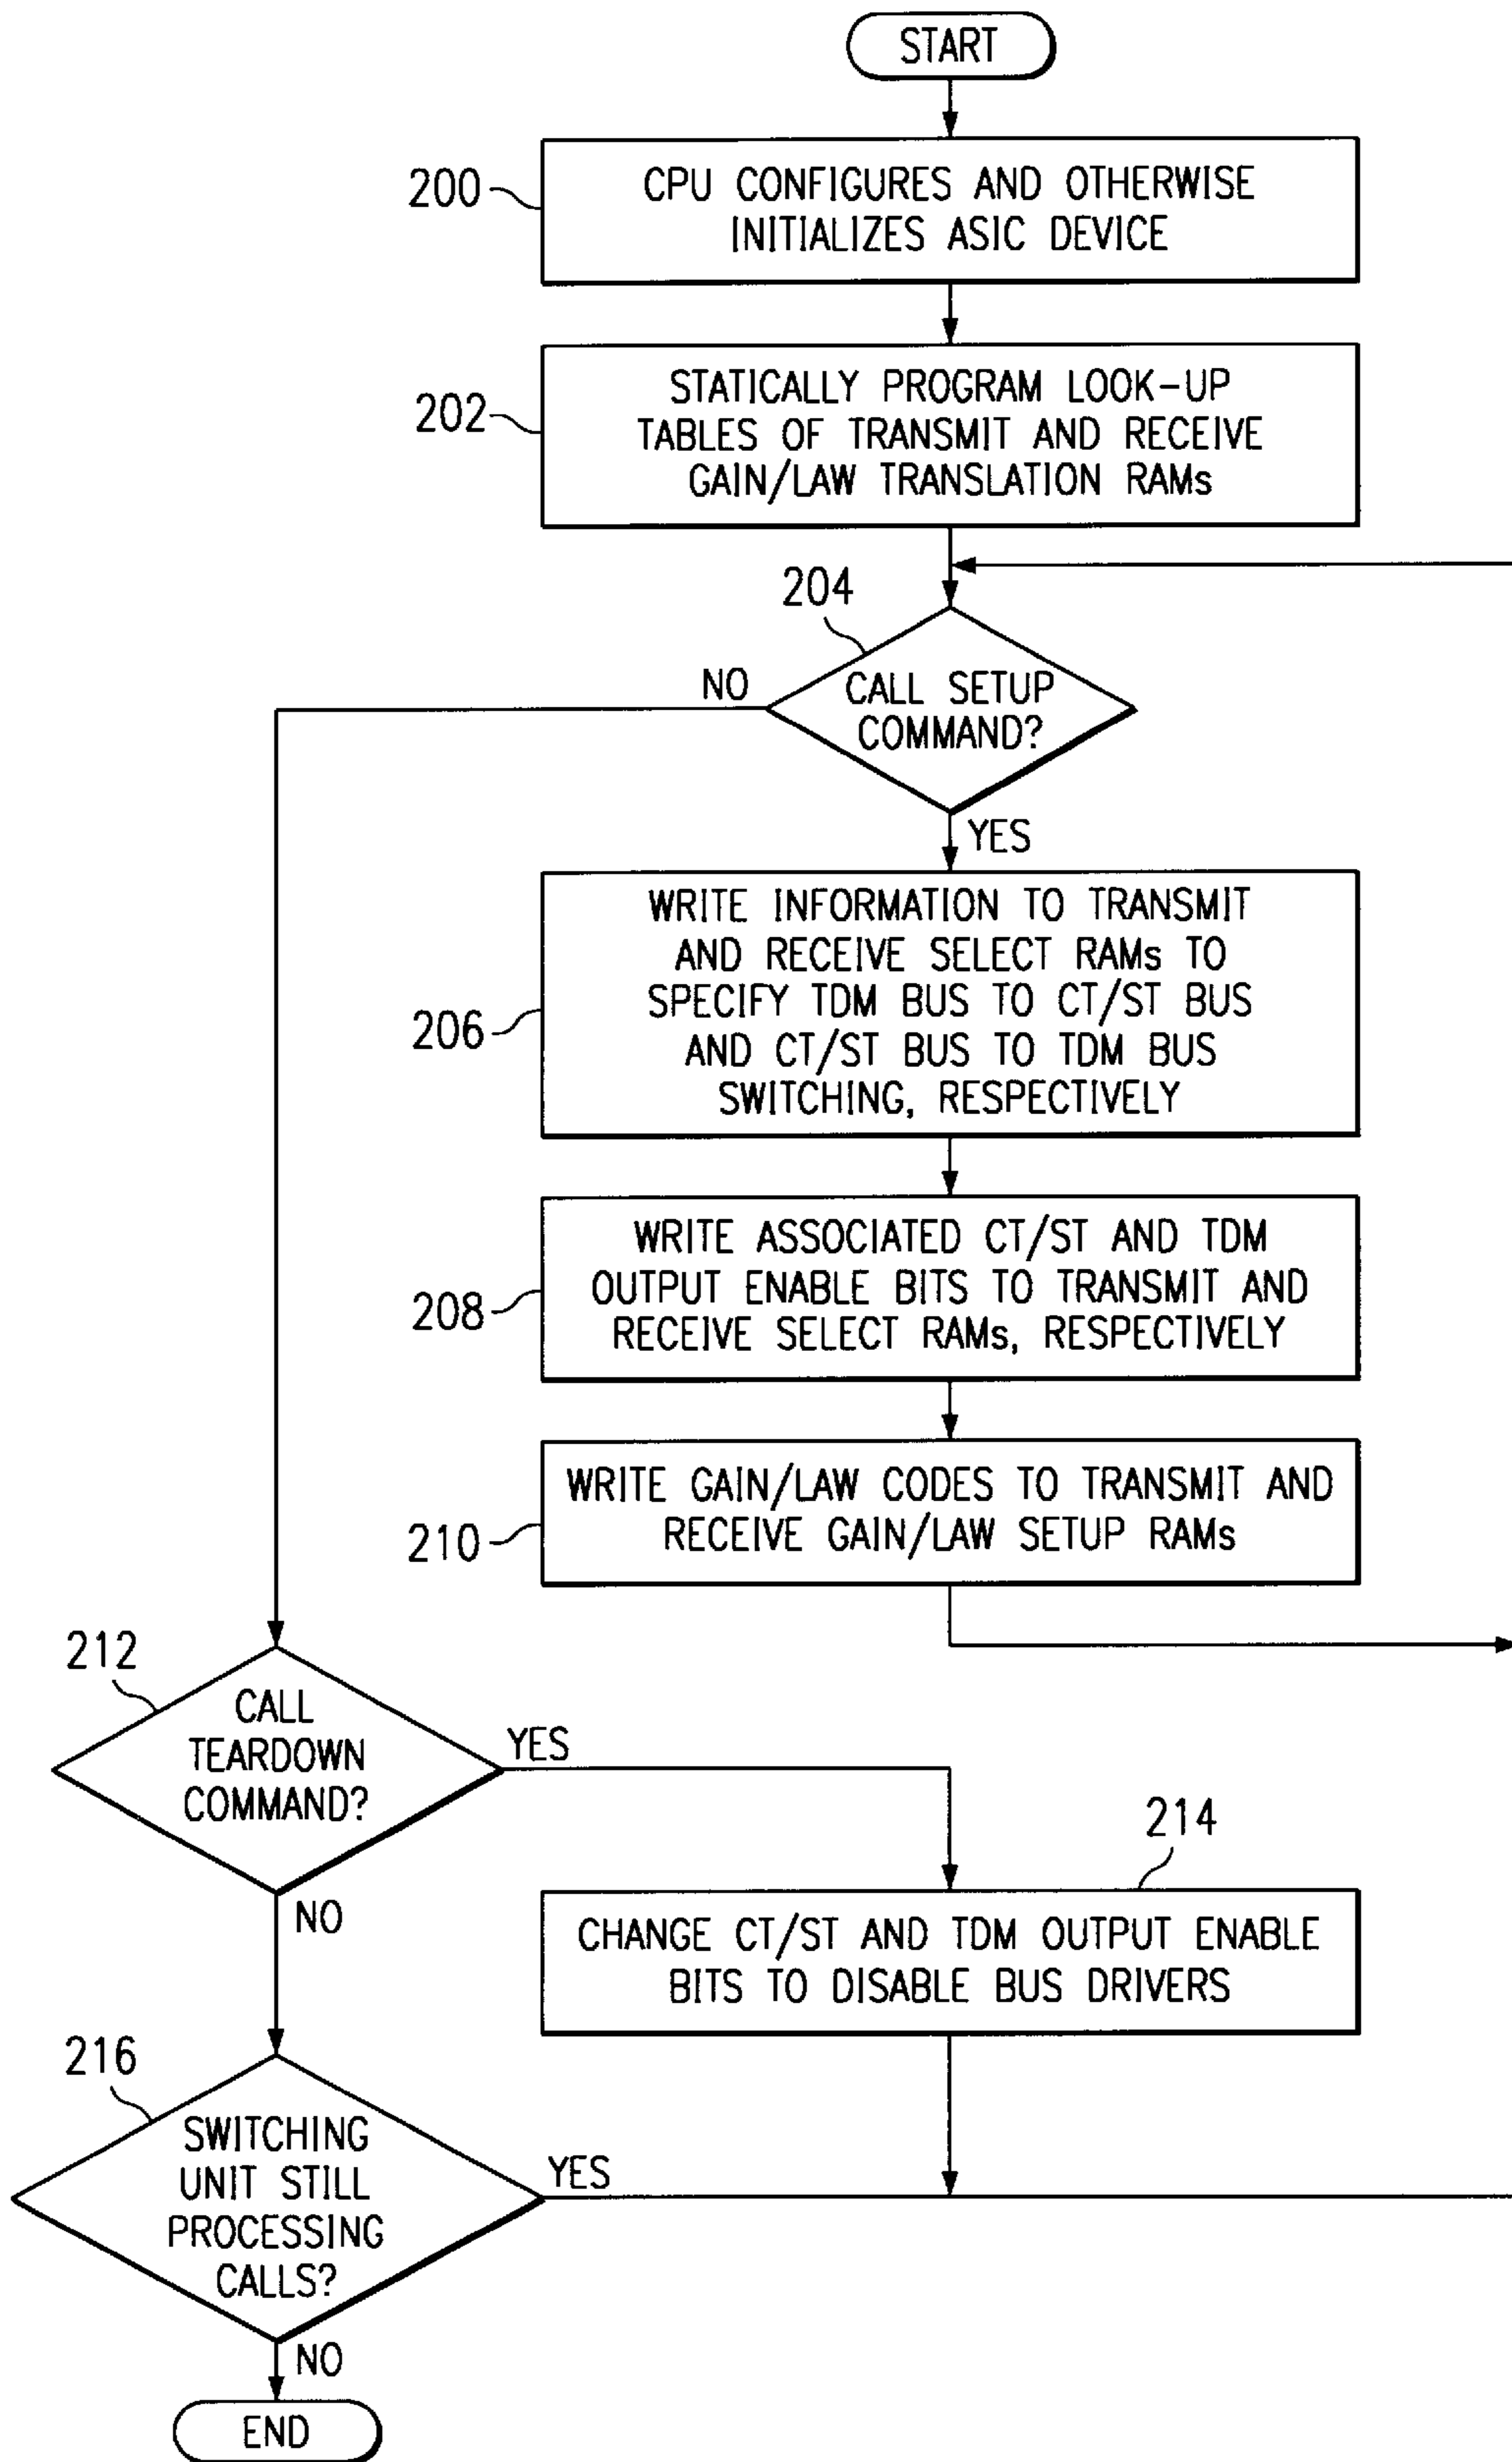 START
200
CPU CONFIGURES AND OTHERWISE
INITIALIZES ASIC DEVICE
202
STATICALLY PROGRAM LOOK-UP
TABLES OF TRANSMIT AND RECEIVE
GAIN/LAW TRANSLATION RAMs
204
NO
CALL SETUP
COMMAND?
YES
206
WRITE INFORMATION TO TRANSMIT
AND RECEIVE SELECT RAMs TO
SPECIFY TDM BUS TO CT/ST BUS
AND CT/ST BUS TO TDM BUS
SWITCHING, RESPECTIVELY
208
WRITE ASSOCIATED CT/ST AND TDM
OUTPUT ENABLE BITS TO TRANSMIT AND
RECEIVE SELECT RAMs, RESPECTIVELY
210
WRITE GAIN/LAW CODES TO TRANSMIT AND
RECEIVE GAIN/LAW SETUP RAMs
212
CALL
TEARDOWN
COMMAND?
YES
NO
214
CHANGE CT/ST AND TDM OUTPUT ENABLE
BITS TO DISABLE BUS DRIVERS
216
SWITCHING
UNIT STILL
PROCESSING
CALLS?
YES
NO
END